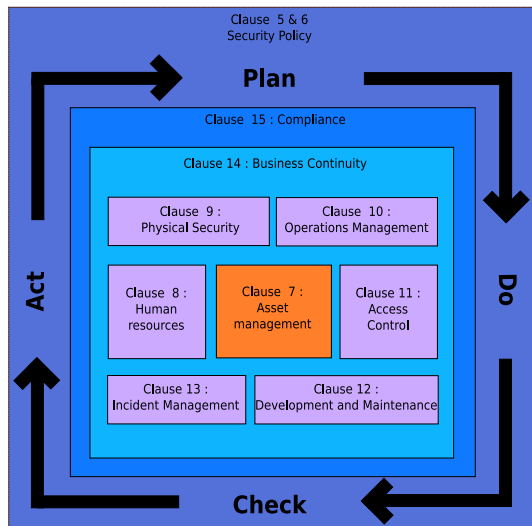 Clause 5 & 6
Security Policy
Plan
Clause 15 : Compliance
Clause 14 : Business Continuity
Clause 9 :
Physical Security
Clause 10 :
Operations Management
Act
Clause 8 :
Human
resources
Clause 7 :
Asset
management
Clause 11 :
Access
Control
Do
Clause 13 :
Incident Management
Clause 12 :
Development and Maintenance
Check